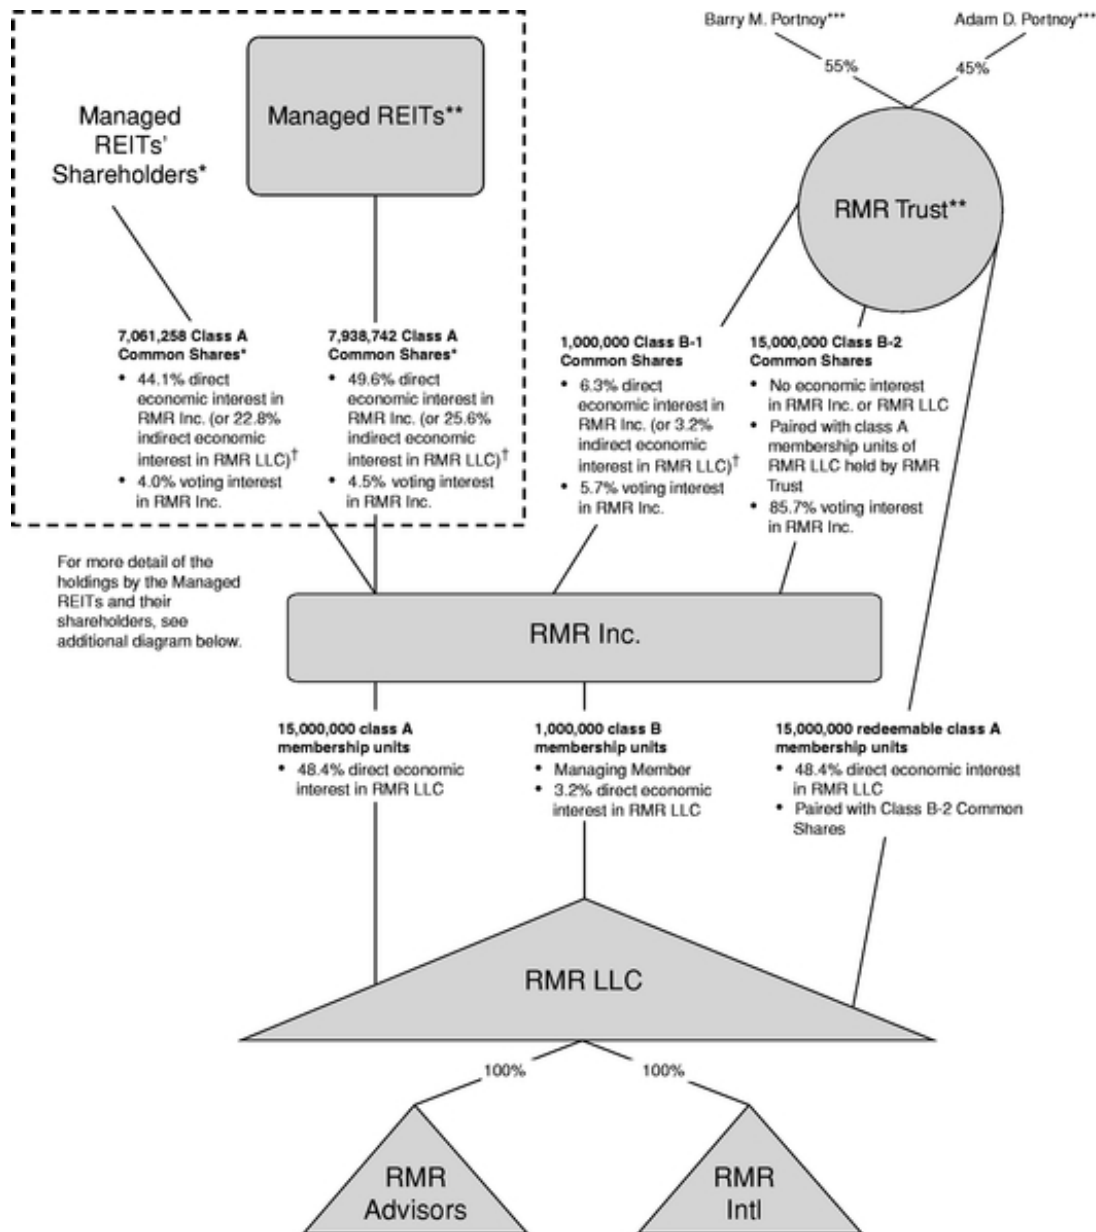 Barry M. Portnoy***
Adam D. Portnoy***
55%
45%
Managed
REITs'
Shareholders*
Managed REITs**
RMR Trust**
7,061,258 Class A
Common Shares*
• 44.1% direct
economic
interest in
RMR Inc. (or 22.8%
indirect economic
interest in RMR LLC)†
• 4.0% voting interest
in RMR Inc.
7,938,742 Class A
Common Shares*
• 49.6% direct
economic
interest in
RMR Inc. (or 25.6%
indirect economic
interest in RMR LLC)†
• 4.5% voting interest
in RMR Inc.
1,000,000 Class B-1
Common Shares
• 6.3% direct
economic
interest in
RMR Inc. (or 3.2%
indirect economic
interest in RMR LLC)†
• 5.7% voting interest
in RMR Inc.
15,000,000 Class B-2
Common Shares
• No economic interest
in RMR Inc. or RMR LLC
• Paired with class A
membership units of
RMR LLC held by RMR
Trust
• 85.7% voting interest
in RMR Inc.
For more detail of the
holdings by the Managed
REITs and their
shareholders, see
additional diagram below.
RMR Inc.
15,000,000 class A
membership units
• 48.4% direct economic
interest in RMR LLC
1,000,000 class B
membership units
• Managing Member
• 3.2% direct economic
interest in RMR LLC
15,000,000 redeemable class A
membership units
• 48.4% direct economic interest
in RMR LLC
• Paired with Class B-2 Common
Shares
RMR LLC
100%
100%
RMR
Advisors
RMR
Intl